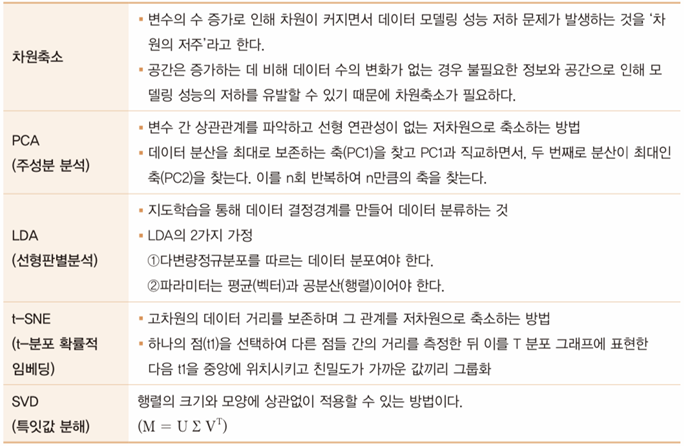 차원축소
▪ 변수의 수 증가로 인해 차원이 커지면서 데이터 모델링 성능 저하 문제가 발생하는 것을 ‘차
원의 저주’라고 한다.
▪ 공간은 증가하는 데 비해 데이터 수의 변화가 없는 경우 불필요한 정보와 공간으로 인해 모
델링 성능의 저하를 유발할 수 있기 때문에 차원축소가 필요하다.
PCA
(주성분 분석)
▪ 변수 간 상관관계를 파악하고 선형 연관성이 없는 저차원으로 축소하는 방법
▪ 데이터 분산을 최대로 보존하는 축(PC1)을 찾고 PC1과 직교하면서, 두 번째로 분산이 최대인
축(PC2)을 찾는다. 이를 n회 반복하여 n만큼의 축을 찾는다.
LDA
(선형판별분석)
▪ 지도학습을 통해 데이터 결정경계를 만들어 데이터 분류하는 것
▪ LDA의 2가지 가정
①다변량정규분포를 따르는 데이터 분포여야 한다.
②파라미터는 평균(벡터)과 공분산(행렬)이어야 한다.
t-SNE
(t-분포 확률적
임베딩)
▪ 고차원의 데이터 거리를 보존하며 그 관계를 저차원으로 축소하는 방법
▪ 하나의 점(t1)을 선택하여 다른 점들 간의 거리를 측정한 뒤 이를 T 분포 그래프에 표현한
다음 t1을 중앙에 위치시키고 친밀도가 가까운 값끼리 그룹화
SVD
(특잇값 분해)
행렬의 크기와 모양에 상관없이 적용할 수 있는 방법이다.
(M = U Σ Vᵀ)